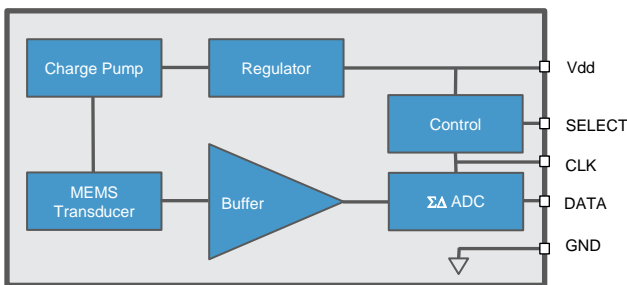 Charge Pump
Regulator
Vdd
Control
SELECT
CLK
MEMS
Transducer
Buffer
ΣΔ ADC
DATA
GND